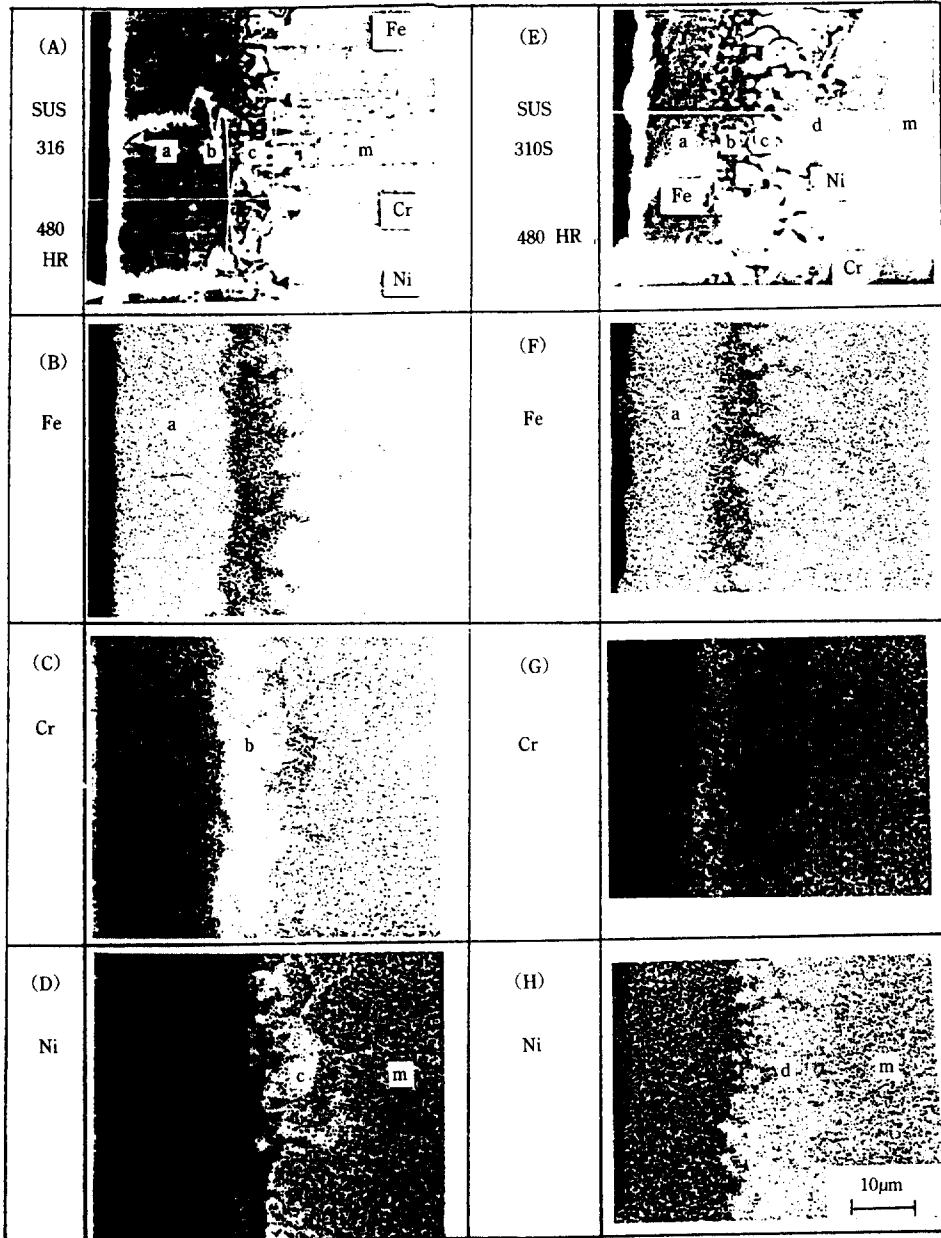 (A)
SUS
316
480
HR
Fe
a
b
c
m
Cr
Ni
(E)
SUS
310S
480 HR
a
b
c
d
m
Fe
Ni
Cr
(B)
Fe
a
(F)
Fe
a
(C)
Cr
b
(G)
Cr
(D)
Ni
c
m
(H)
Ni
d
m
10μm